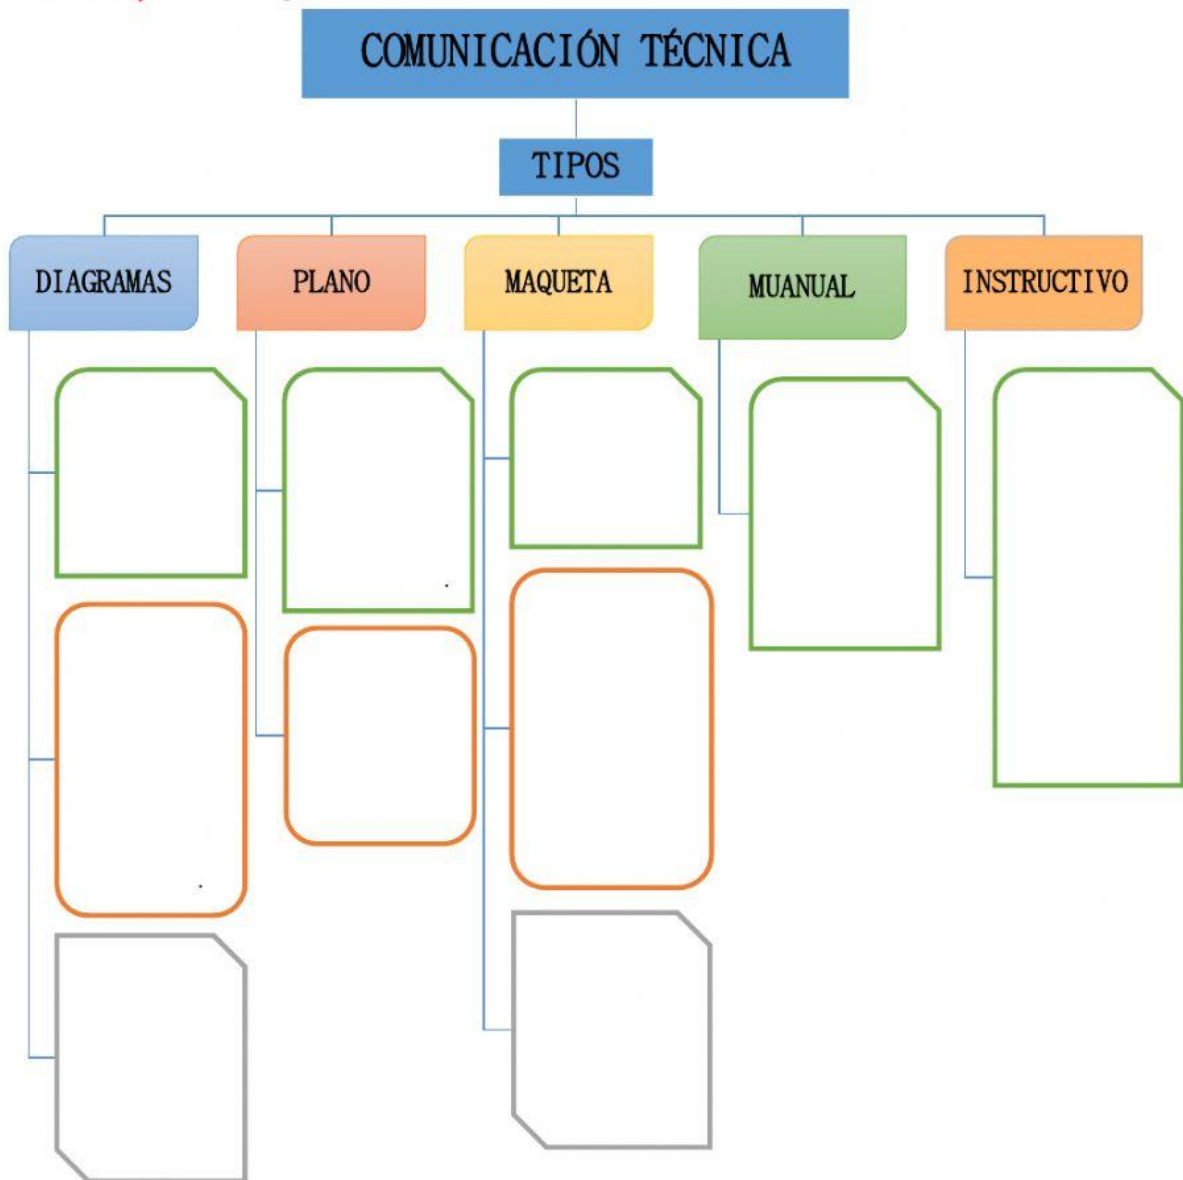 COMUNICACIÓN TÉCNICA
TIPOS
DIAGRAMAS
PLANO
MAQUETA
MUANUAL
INSTRUCTIVO